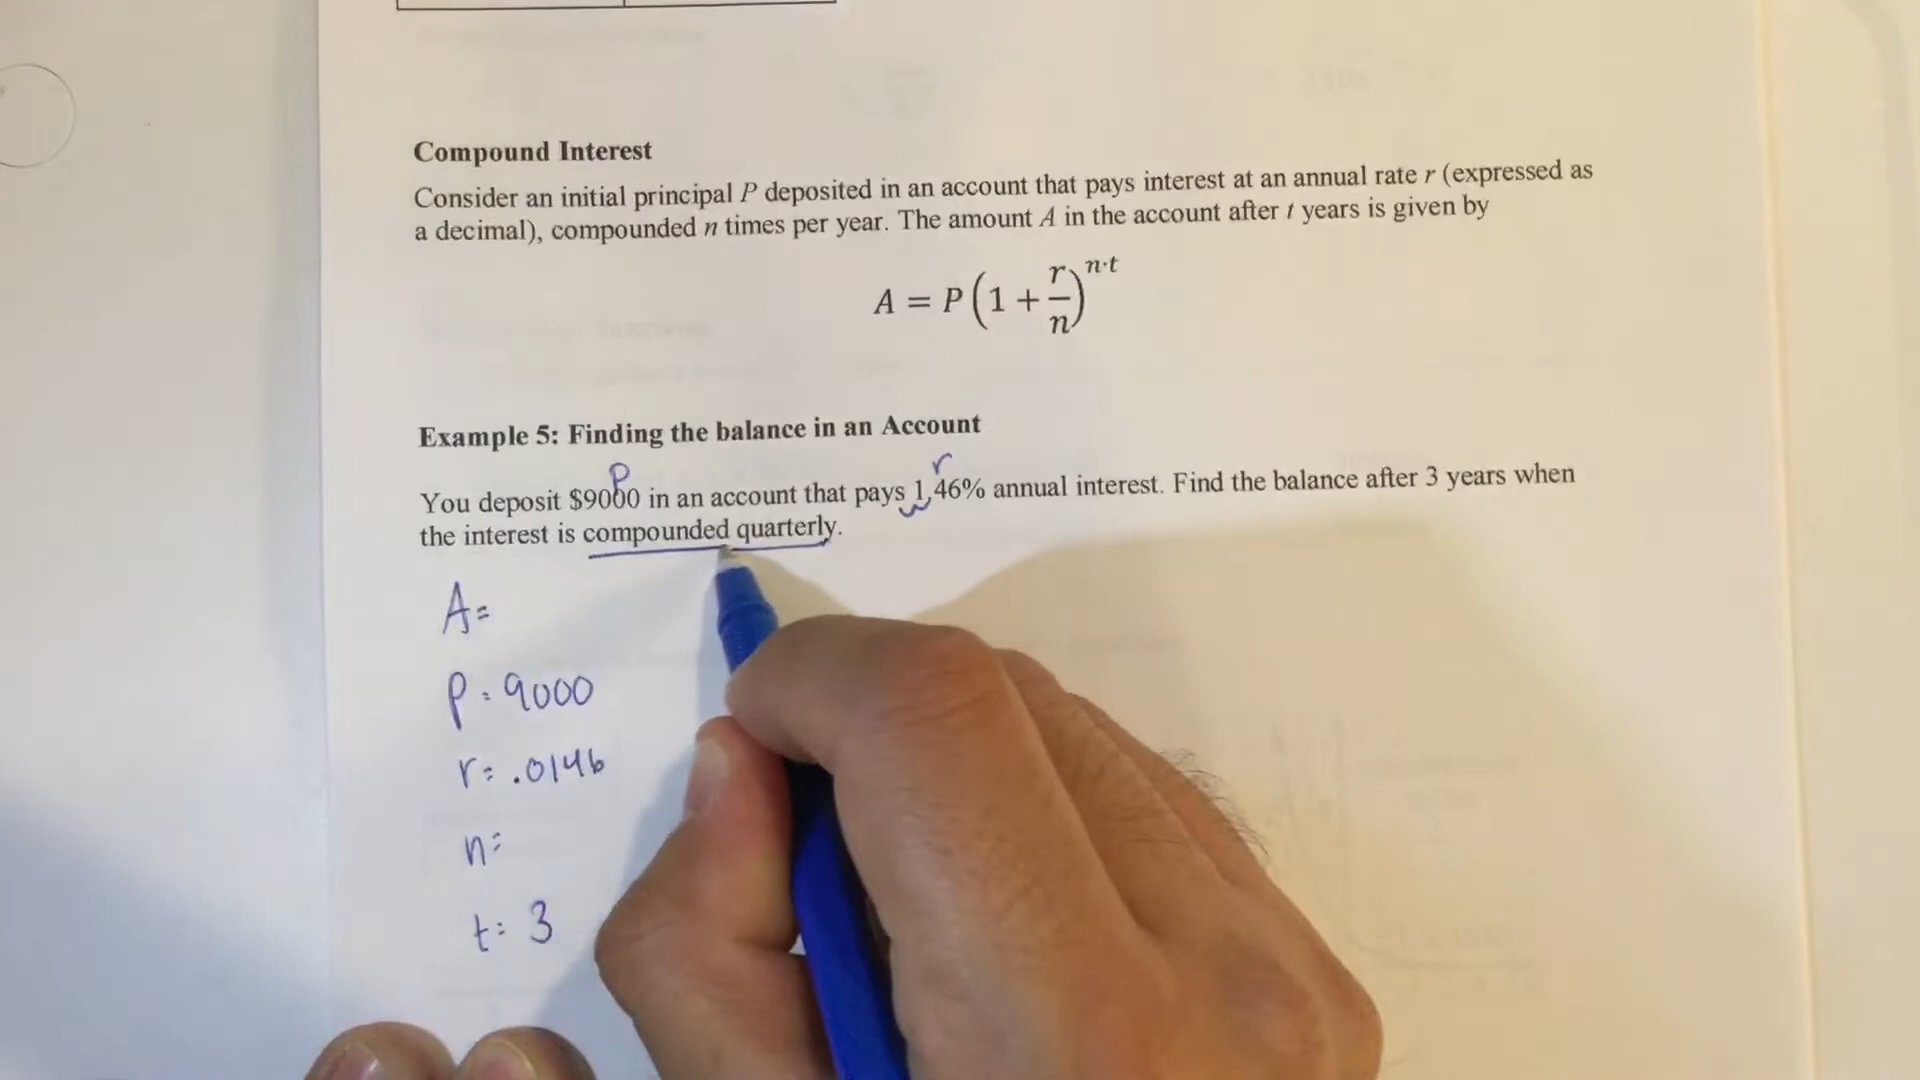 Compound Interest
Consider an initial principal P deposited in an account that pays interest at an annual rate r (expressed as
a decimal), compounded n times per year. The amount A in the account after t years is given by
A = P(1 + r/n)^{n·t}
Example 5: Finding the balance in an Account
P r
You deposit $9000 in an account that pays 1.46% annual interest. Find the balance after 3 years when
the interest is compounded quarterly.
A=
P = 9000
r = .0146
n=
t = 3